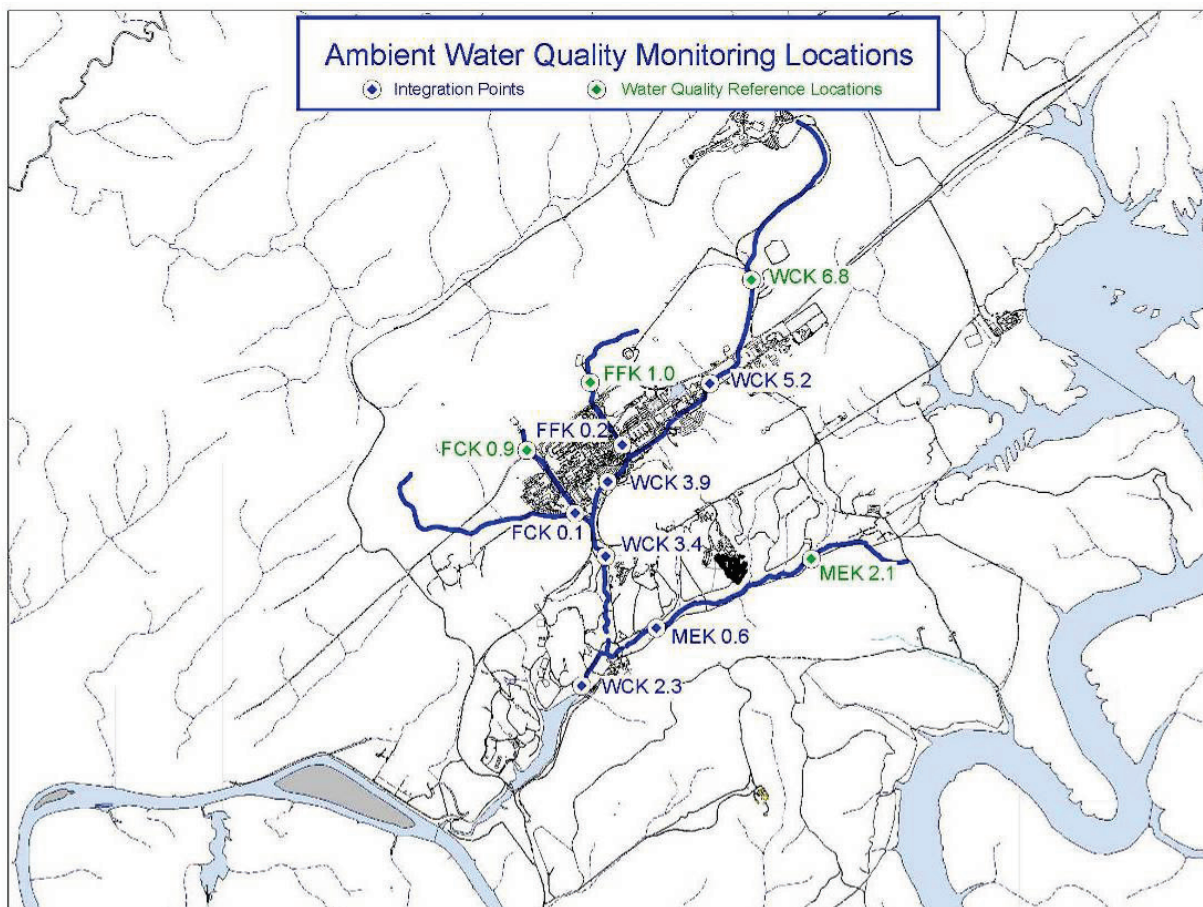 Ambient Water Quality Monitoring Locations
Integration Points
Water Quality Reference Locations
WCK 6.8
FFK 1.0
WCK 5.2
FFK 0.2
FCK 0.9
WCK 3.9
FCK 0.1
WCK 3.4
MEK 2.1
MEK 0.6
WCK 2.3